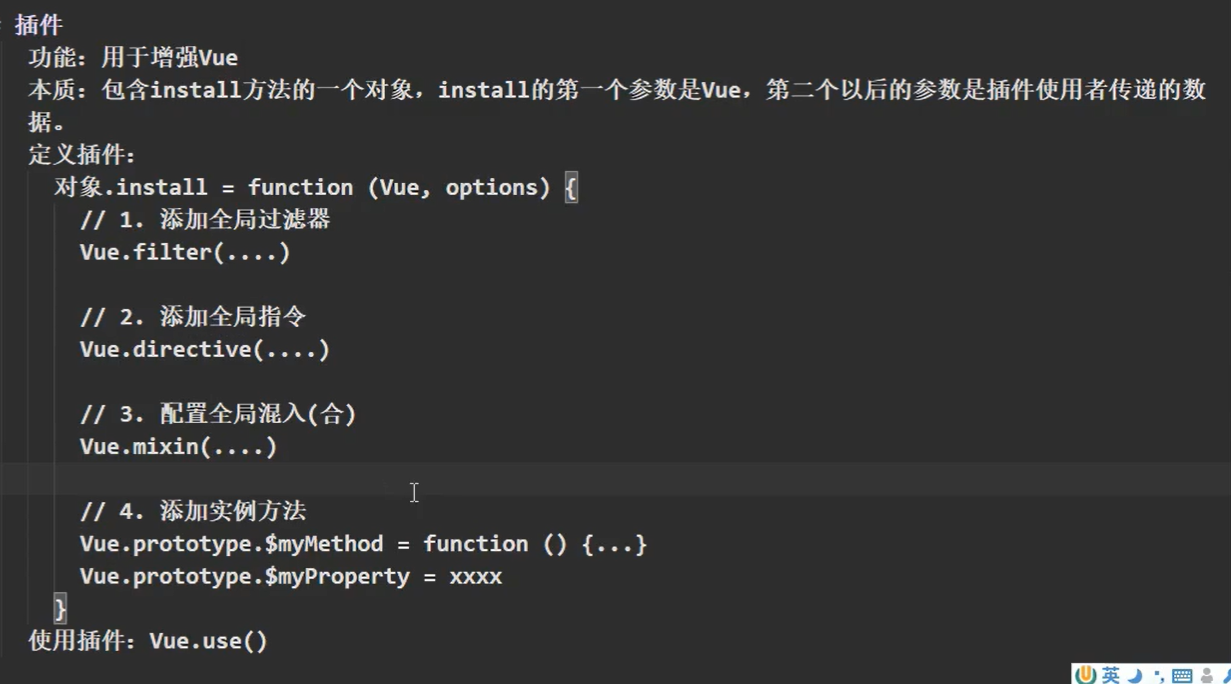 插件
功能：用于增强Vue
本质：包含install方法的一个对象，install的第一个参数是Vue，第二个以后的参数是插件使用者传递的数
据。
定义插件：
对象.install = function (Vue, options) {
// 1. 添加全局过滤器
Vue.filter(....)
// 2. 添加全局指令
Vue.directive(....)
// 3. 配置全局混入(合)
Vue.mixin(....)
// 4. 添加实例方法
Vue.prototype.$myMethod = function () {...}
Vue.prototype.$myProperty = xxxx
}
使用插件：Vue.use()
英